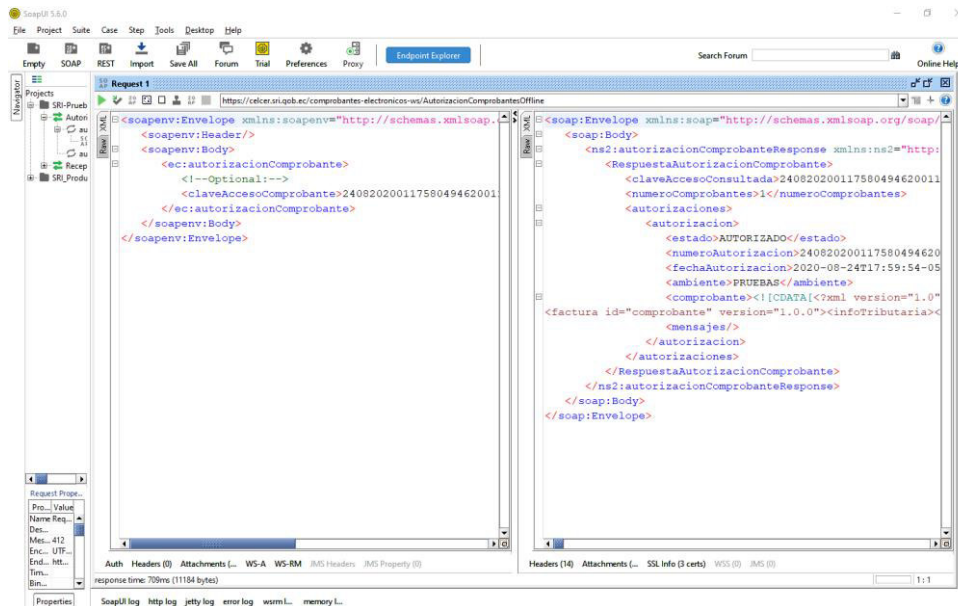 SoapUI 5.6.0
File Project Suite Case Step Tools Desktop Help
Empty SOAP REST Import Save All Forum Trial Preferences Proxy
Endpoint Explorer
Search Forum
Online Help
Navigator
Projects
SRI-Prueb
Autori
au
au
Recep
SRI_Produ
Request 1
https://celcer.sri.gob.ec/comprobantes-electronicos-ws/AutorizacionComprobantesOffline
XML
Raw
<soapenv:Envelope xmlns:soapenv="http://schemas.xmlsoap.
<soapenv:Header/>
<soapenv:Body>
<ec:autorizacionComprobante>
<!--Optional:-->
<claveAccesoComprobante>240820200117580494620011
</ec:autorizacionComprobante>
</soapenv:Body>
</soapenv:Envelope>
XML
Raw
<soap:Envelope xmlns:soap="http://schemas.xmlsoap.org/soap/
<soap:Body>
<ns2:autorizacionComprobanteResponse xmlns:ns2="http:
<RespuestaAutorizacionComprobante>
<claveAccesoConsultada>240820200117580494620011
<numeroComprobantes>1</numeroComprobantes>
<autorizaciones>
<autorizacion>
<estado>AUTORIZADO</estado>
<numeroAutorizacion>240820200117580494620
<fechaAutorizacion>2020-08-24T17:59:54-05
<ambiente>PRUEBAS</ambiente>
<comprobante><![CDATA[<?xml version="1.0"
<factura id="comprobante" version="1.0.0"><infoTributaria><
<mensajes/>
</autorizacion>
</autorizaciones>
</RespuestaAutorizacionComprobante>
</ns2:autorizacionComprobanteResponse>
</soap:Body>
</soap:Envelope>
Request Prope...
Pro... Value
Name Req...
Des...
Mes... 412
Enc... UTF...
End... htt...
Tim...
Bin...
Properties
Auth Headers (0) Attachments (... WS-A WS-RM JMS Headers JMS Property (0)
Headers (14) Attachments (... SSL Info (3 certs) WSS (0) JMS (0)
response time: 709ms (11184 bytes)
1 : 1
SoapUI log http log jetty log error log wsrm l... memory l...